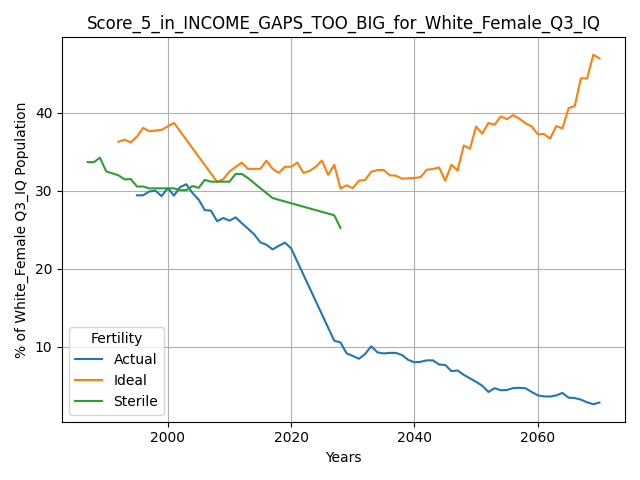 Score_5_in_INCOME_GAPS_TOO_BIG_for_White_Female_Q3_IQ
% of White_Female Q3_IQ Population
40
30
20
10
Fertility
Actual
Ideal
Sterile
2000
2020
2040
2060
Years